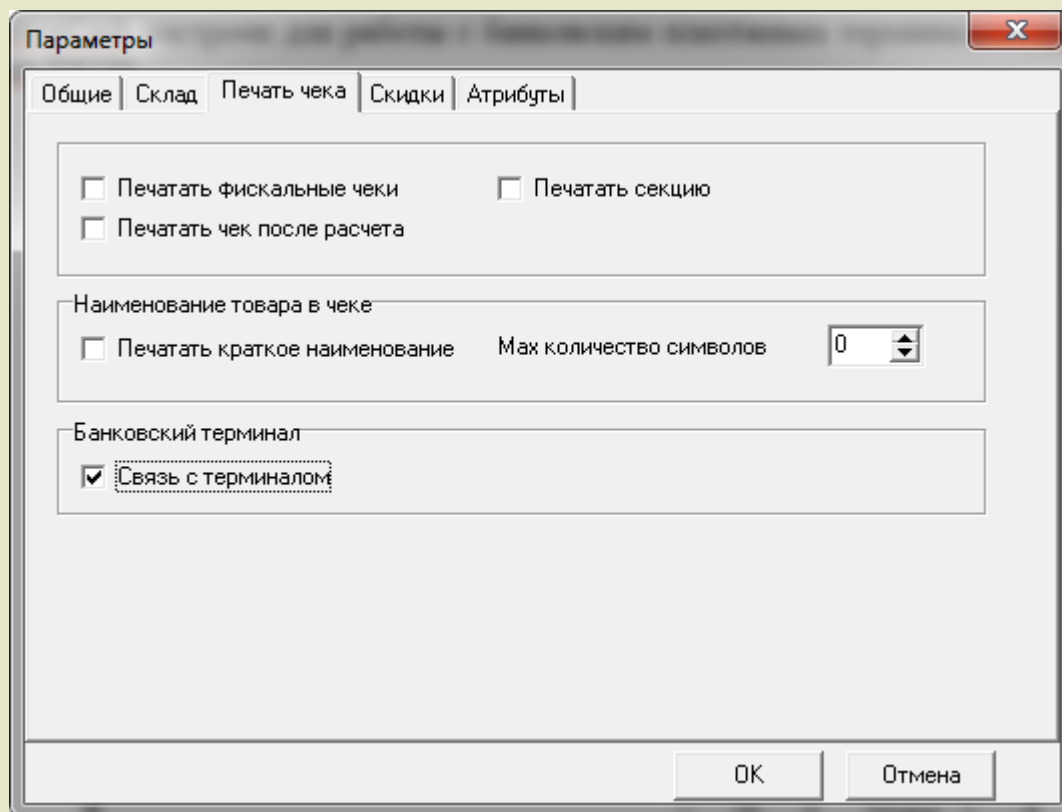 Параметры
Общие Склад Печать чека Скидки Атрибуты
Печатать фискальные чеки Печатать секцию
Печатать чек после расчета
Наименование товара в чеке
Печатать краткое наименование Мах количество символов 0
Банковский терминал
Связь с терминалом
OK Отмена